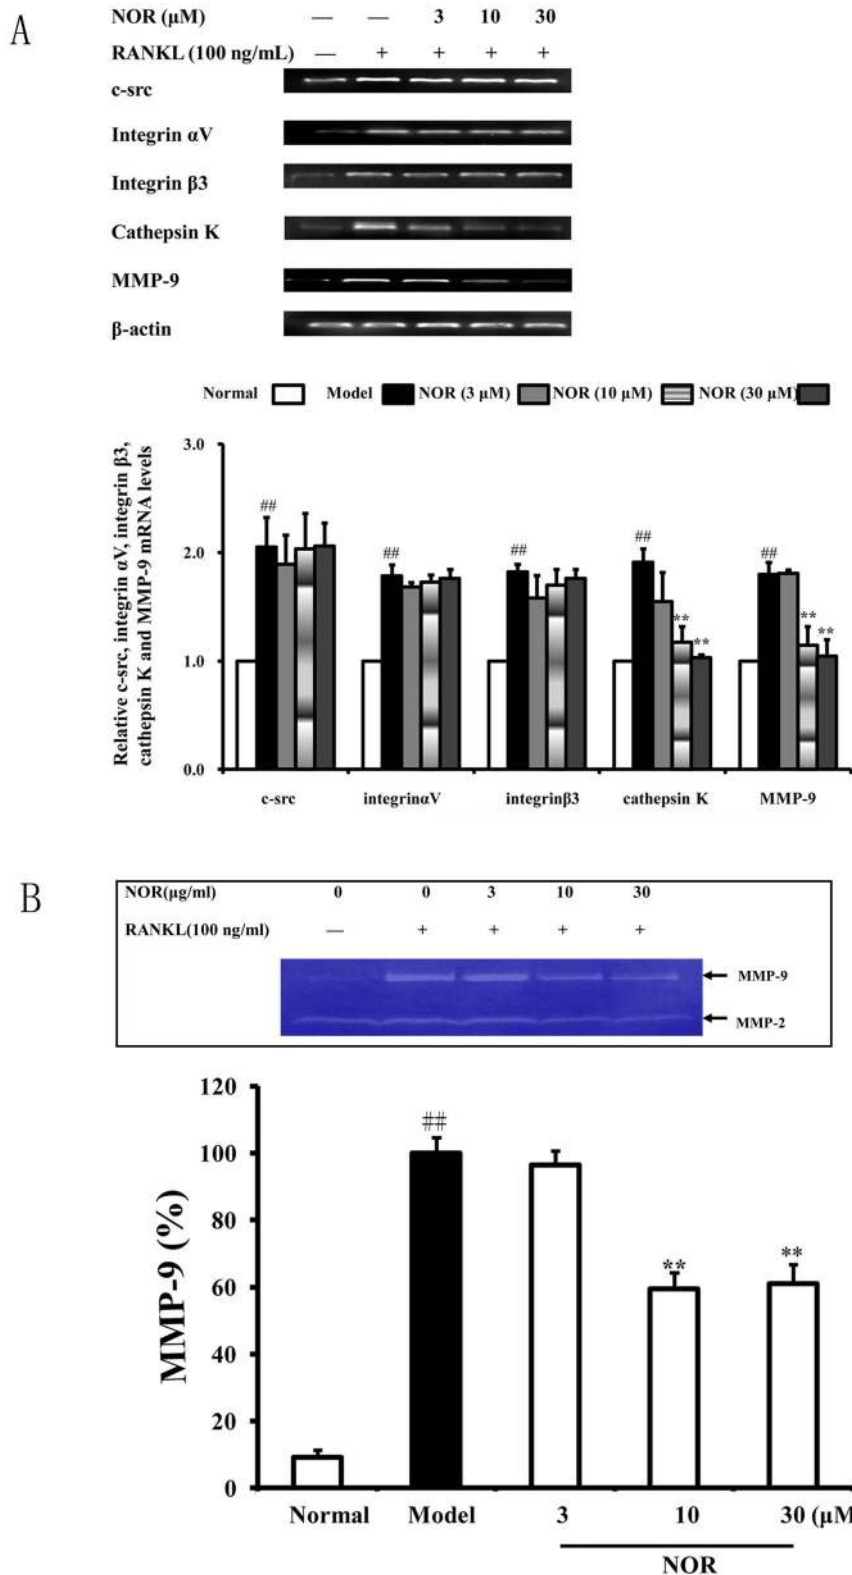 A
NOR (μM) — — 3 10 30
RANKL (100 ng/mL) — + + + +
c-src
Integrin αV
Integrin β3
Cathepsin K
MMP-9
β-actin
Normal Model NOR (3 μM) NOR (10 μM) NOR (30 μM)
Relative c-src, integrin αV, integrin β3,
cathepsin K and MMP-9 mRNA levels
3.0
2.0
1.0
0.0
## ## ## ## ##
** ** ** **
c-src integrinαV integrinβ3 cathepsin K MMP-9
B
NOR(μg/ml) 0 0 3 10 30
RANKL(100 ng/ml) — + + + +
MMP-9
MMP-2
MMP-9 (%)
120
100
80
60
40
20
0
##
** **
Normal Model 3 10 30 (μM
NOR